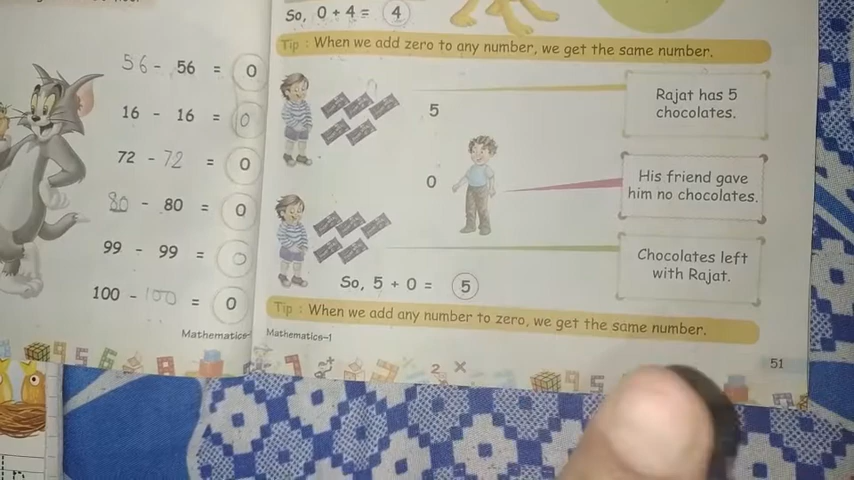 56 - 56 = 0
16 - 16 = 0
72 - 72 = 0
80 - 80 = 0
99 - 99 = 0
100 - 100 = 0
Mathematics-1
So, 0 + 4 = 4
Tip : When we add zero to any number, we get the same number.
5
Rajat has 5
chocolates.
0
His friend gave
him no chocolates.
Chocolates left
with Rajat.
So, 5 + 0 = 5
Tip : When we add any number to zero, we get the same number.
Mathematics-1
51